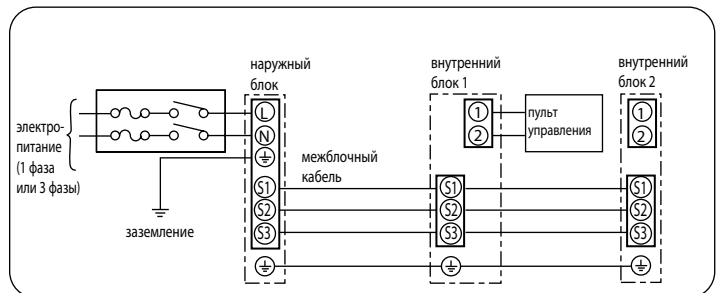 наружный
блок
внутренний
блок 1
внутренний
блок 2
электро-
питание
(1 фаза
или 3 фазы)
L
N
заземление
межблочный
кабель
1
2
пульт
управления
1
2
S1
S2
S3
S1
S2
S3
S1
S2
S3